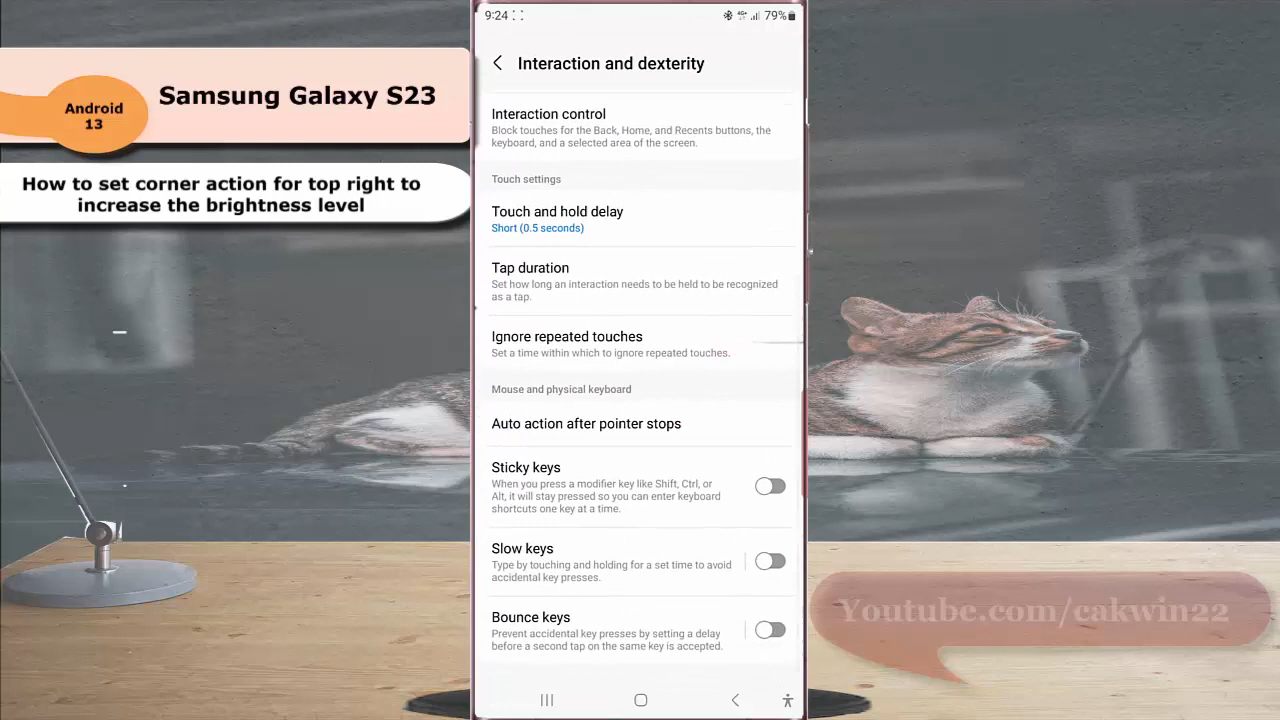 Android
13
Samsung Galaxy S23
How to set corner action for top right to
increase the brightness level
9:24
4G+
79%
Interaction and dexterity
Interaction control
Block touches for the Back, Home, and Recents buttons, the
keyboard, and a selected area of the screen.
Touch settings
Touch and hold delay
Short (0.5 seconds)
Tap duration
Set how long an interaction needs to be held to be recognized
as a tap.
Ignore repeated touches
Set a time within which to ignore repeated touches.
Mouse and physical keyboard
Auto action after pointer stops
Sticky keys
When you press a modifier key like Shift, Ctrl, or
Alt, it will stay pressed so you can enter keyboard
shortcuts one key at a time.
Slow keys
Type by touching and holding for a set time to avoid
accidental key presses.
Bounce keys
Prevent accidental key presses by setting a delay
before a second tap on the same key is accepted.
Youtube.com/cakwin22